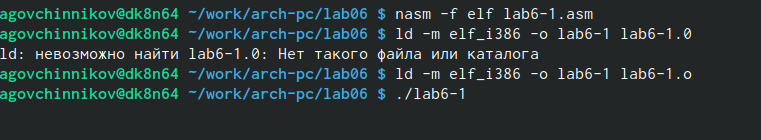 agovchinnikov@dk8n64 ~/work/arch-pc/lab06 $ nasm -f elf lab6-1.asm
agovchinnikov@dk8n64 ~/work/arch-pc/lab06 $ ld -m elf_i386 -o lab6-1 lab6-1.0
ld: невозможно найти lab6-1.0: Нет такого файла или каталога
agovchinnikov@dk8n64 ~/work/arch-pc/lab06 $ ld -m elf_i386 -o lab6-1 lab6-1.o
agovchinnikov@dk8n64 ~/work/arch-pc/lab06 $ ./lab6-1